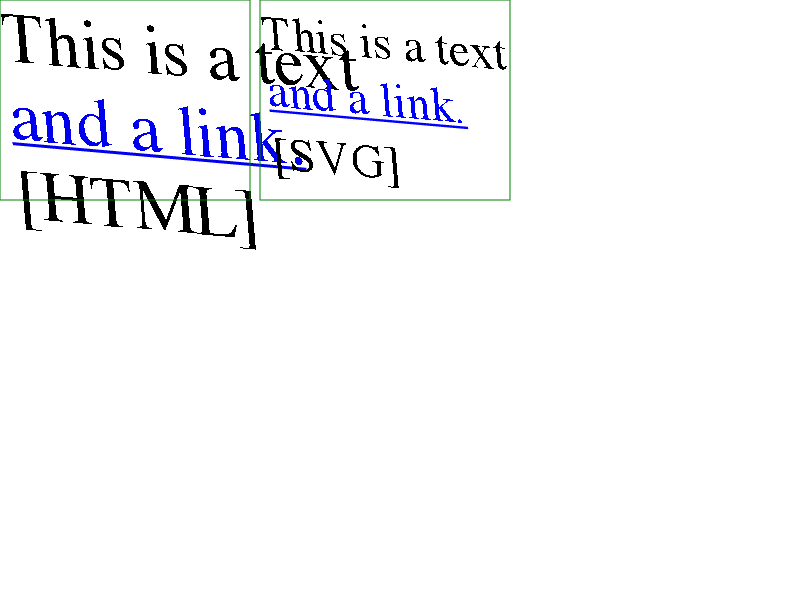 This is a text
and a link.
[HTML]
This is a text
and a link.
[SVG]